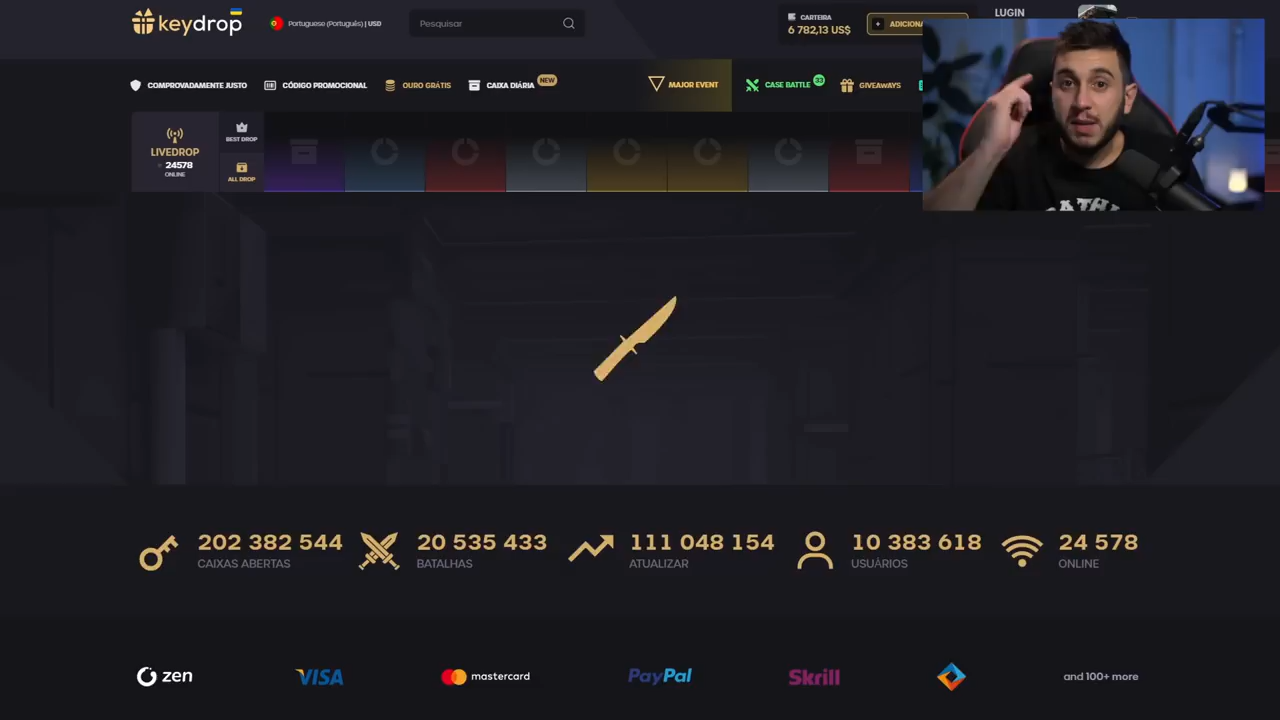 keydrop
Portuguese (Português) | USD
Pesquisar
CARTEIRA
6 782,13 US$
ADICIONA
LUGIN
COMPROVADAMENTE JUSTO
CÓDIGO PROMOCIONAL
OURO GRÁTIS
CAIXA DIÁRIA
NEW
MAJOR EVENT
CASE BATTLE
33
GIVEAWAYS
LIVEDROP
24578
ONLINE
BEST DROP
ALL DROP
202 382 544
CAIXAS ABERTAS
20 535 433
BATALHAS
111 048 154
ATUALIZAR
10 383 618
USUÁRIOS
24 578
ONLINE
zen
VISA
mastercard
PayPal
Skrill
and 100+ more